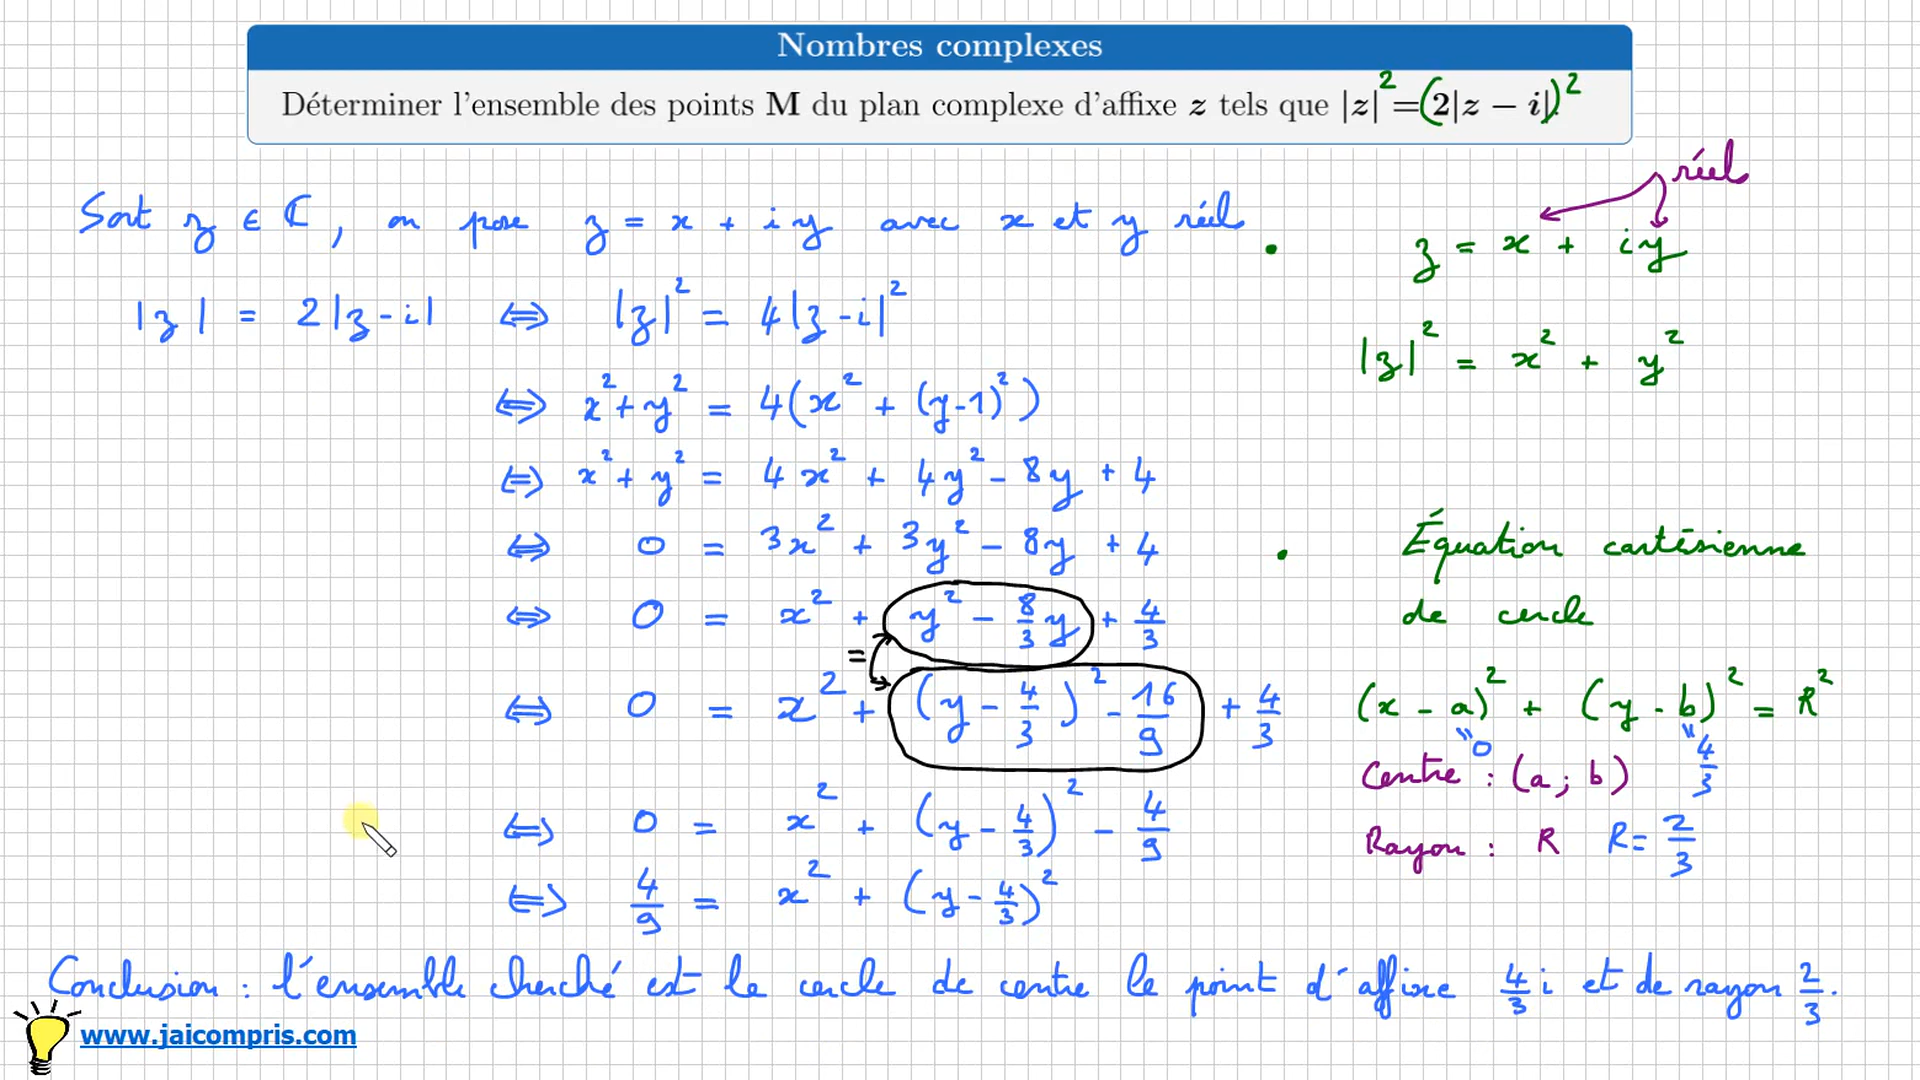 Nombres complexes
Déterminer l'ensemble des points M du plan complexe d'affixe z tels que |z|² = (2|z − i|)²
réel
Soit z ∈ ℂ, on pose z = x + iy avec x et y réel.
z = x + iy
|z| = 2|z - i| ⇔ |z|² = 4|z - i|²
|z|² = x² + y²
⇔ x² + y² = 4(x² + (y-1)²)
⇔ x² + y² = 4x² + 4y² - 8y + 4
⇔ 0 = 3x² + 3y² - 8y + 4
• Équation cartésienne
de cercle
⇔ 0 = x² + y² - 8/3 y + 4/3
=
⇔ 0 = x² + (y - 4/3)² - 16/9 + 4/3
(x - a)² + (y - b)² = R²
" 0 " 4/3
Centre : (a ; b)
⇔ 0 = x² + (y - 4/3)² - 4/9
Rayon : R R = 2/3
⇔ 4/9 = x² + (y - 4/3)²
Conclusion : l'ensemble cherché est le cercle de centre le point d'affixe 4/3 i et de rayon 2/3.
www.jaicompris.com